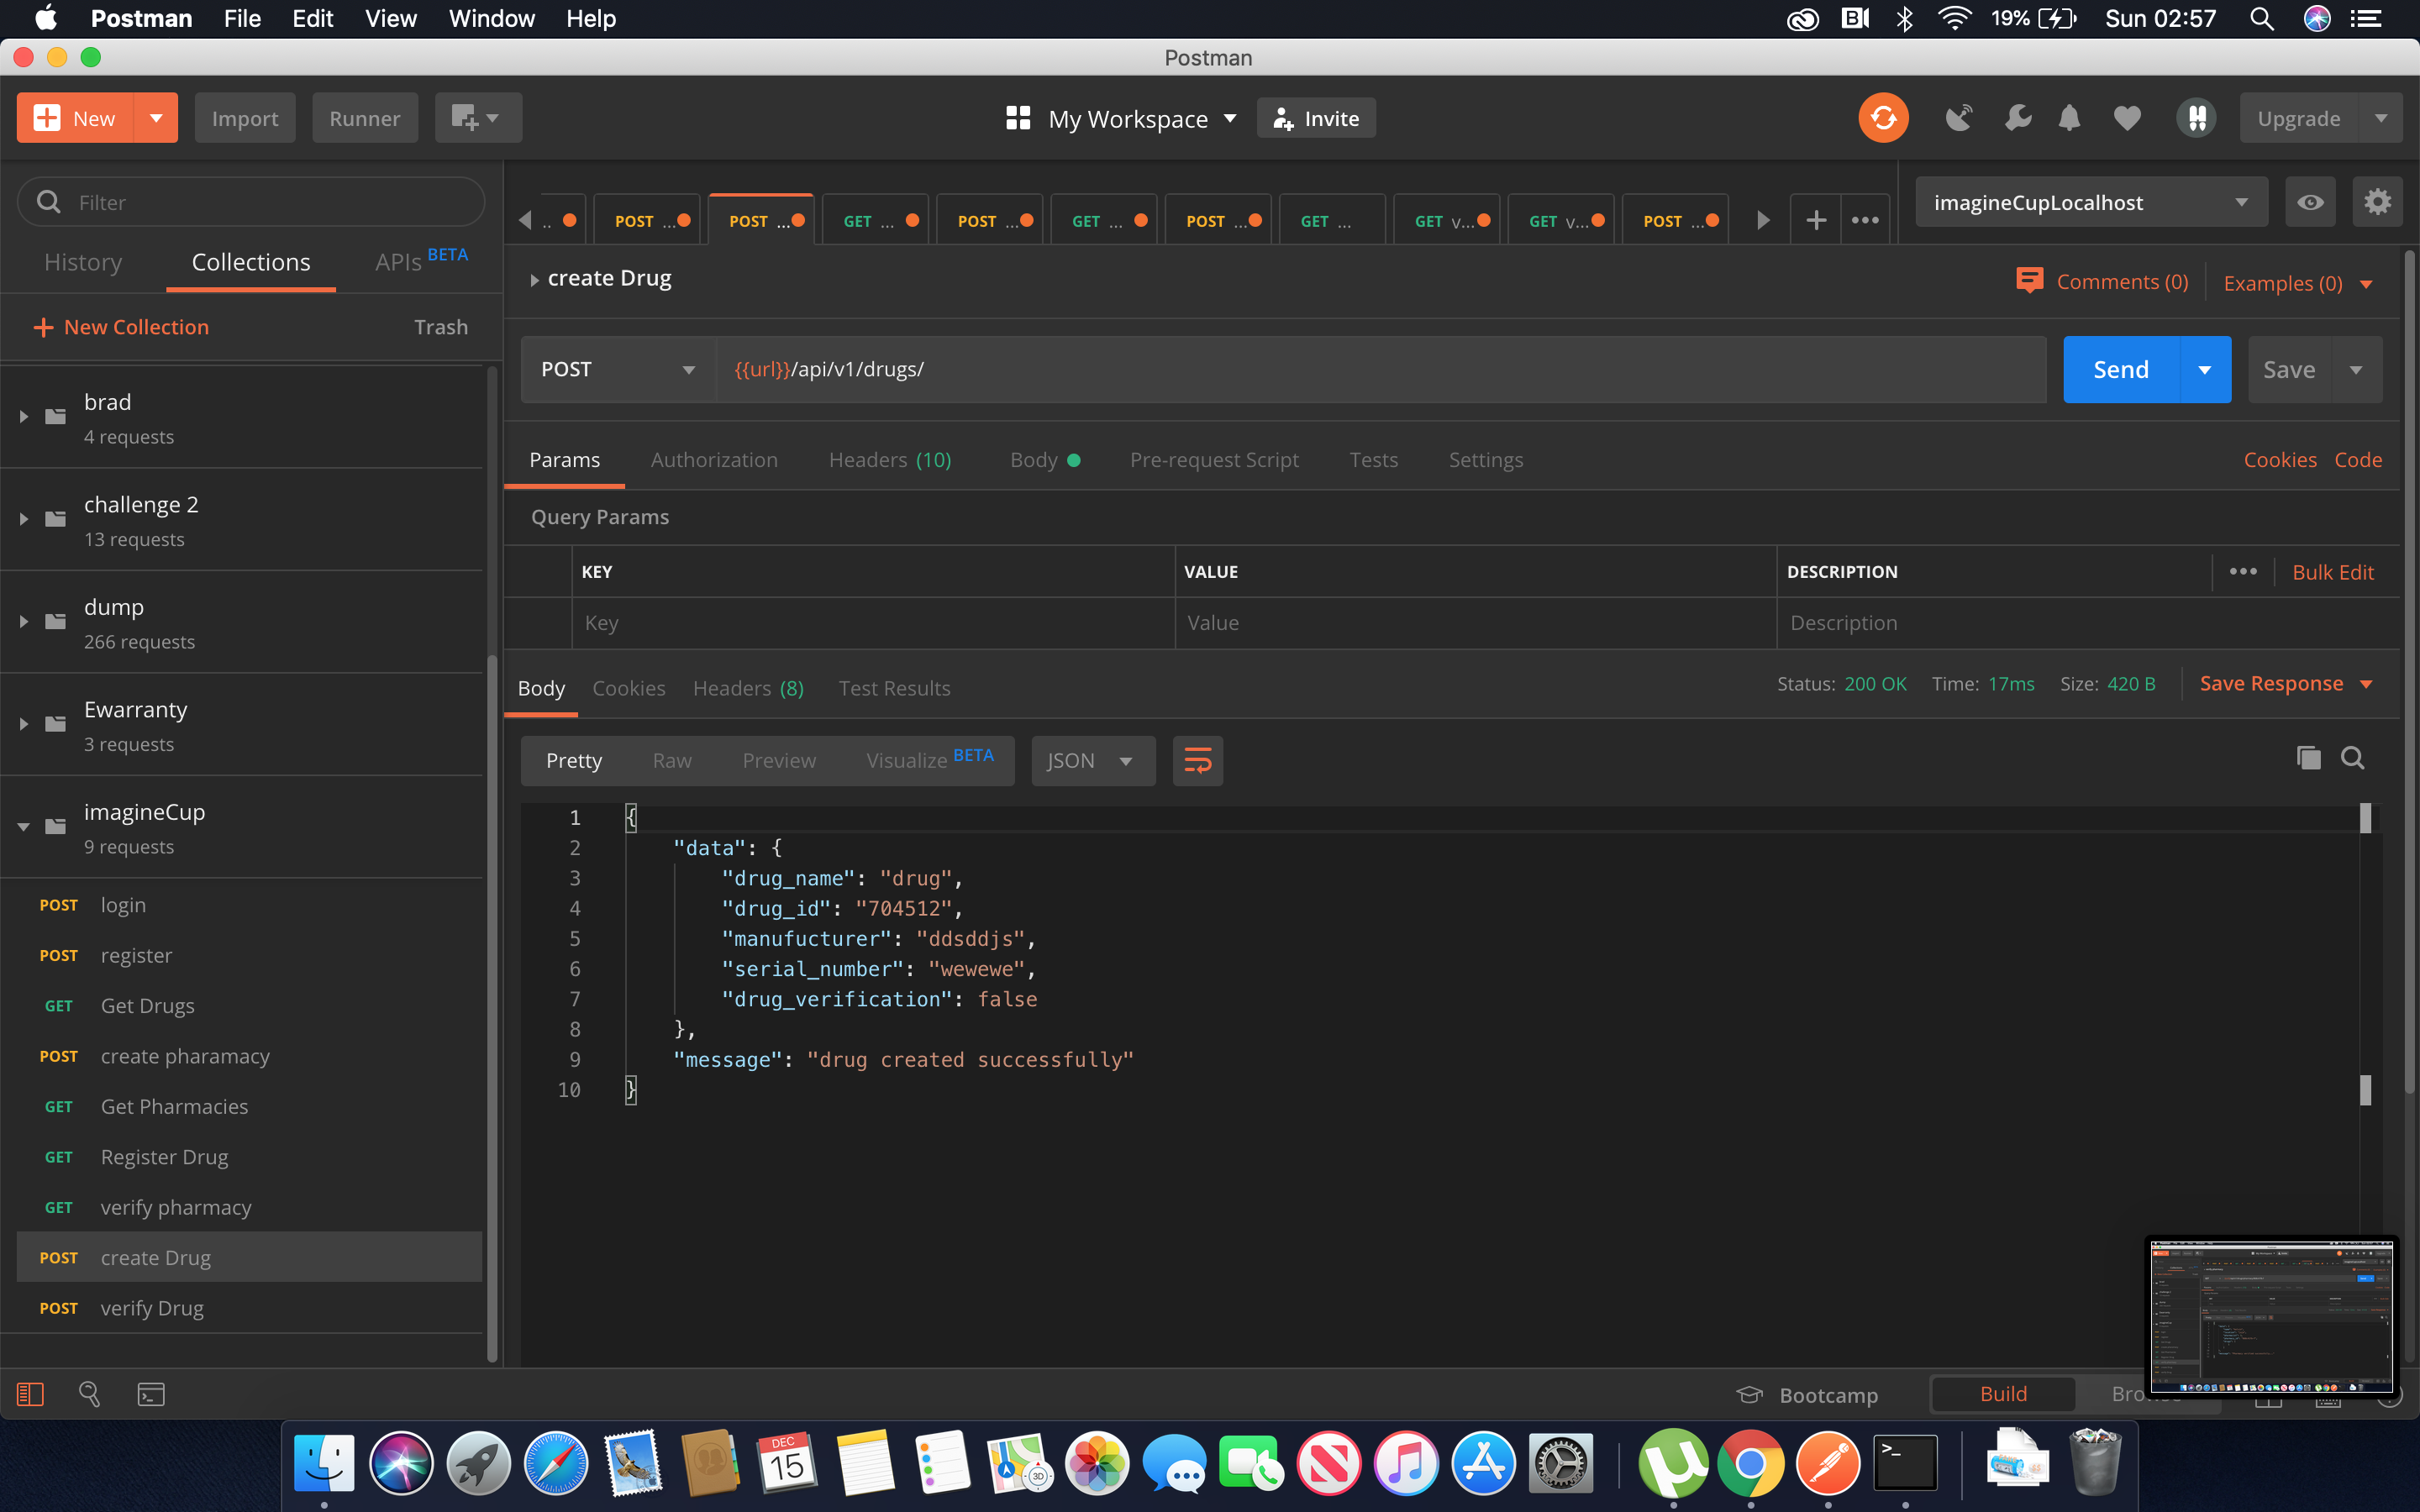 Postman File Edit View Window Help 19% Sun 02:57
Postman
New Import Runner My Workspace Invite Upgrade
Filter
.. POST ... POST ... GET ... POST ... GET ... POST ... GET ... GET v... GET v... POST ... imagineCupLocalhost
History Collections APIs BETA
create Drug Comments (0) Examples (0)
New Collection Trash
POST {{url}}/api/v1/drugs/ Send Save
brad
4 requests
Params Authorization Headers (10) Body Pre-request Script Tests Settings Cookies Code
challenge 2
13 requests
Query Params
KEY VALUE DESCRIPTION Bulk Edit
Key Value Description
dump
266 requests
Body Cookies Headers (8) Test Results Status: 200 OK Time: 17ms Size: 420 B Save Response
Ewarranty
3 requests
Pretty Raw Preview Visualize BETA JSON
imagineCup
9 requests
1 {
2 "data": {
3 "drug_name": "drug",
4 "drug_id": "704512",
5 "manufucturer": "ddsddjs",
6 "serial_number": "wewewe",
7 "drug_verification": false
8 },
9 "message": "drug created successfully"
10 }
POST login
POST register
GET Get Drugs
POST create pharamacy
GET Get Pharmacies
GET Register Drug
GET verify pharmacy
POST create Drug
POST verify Drug
Bootcamp Build
DEC
15
3D